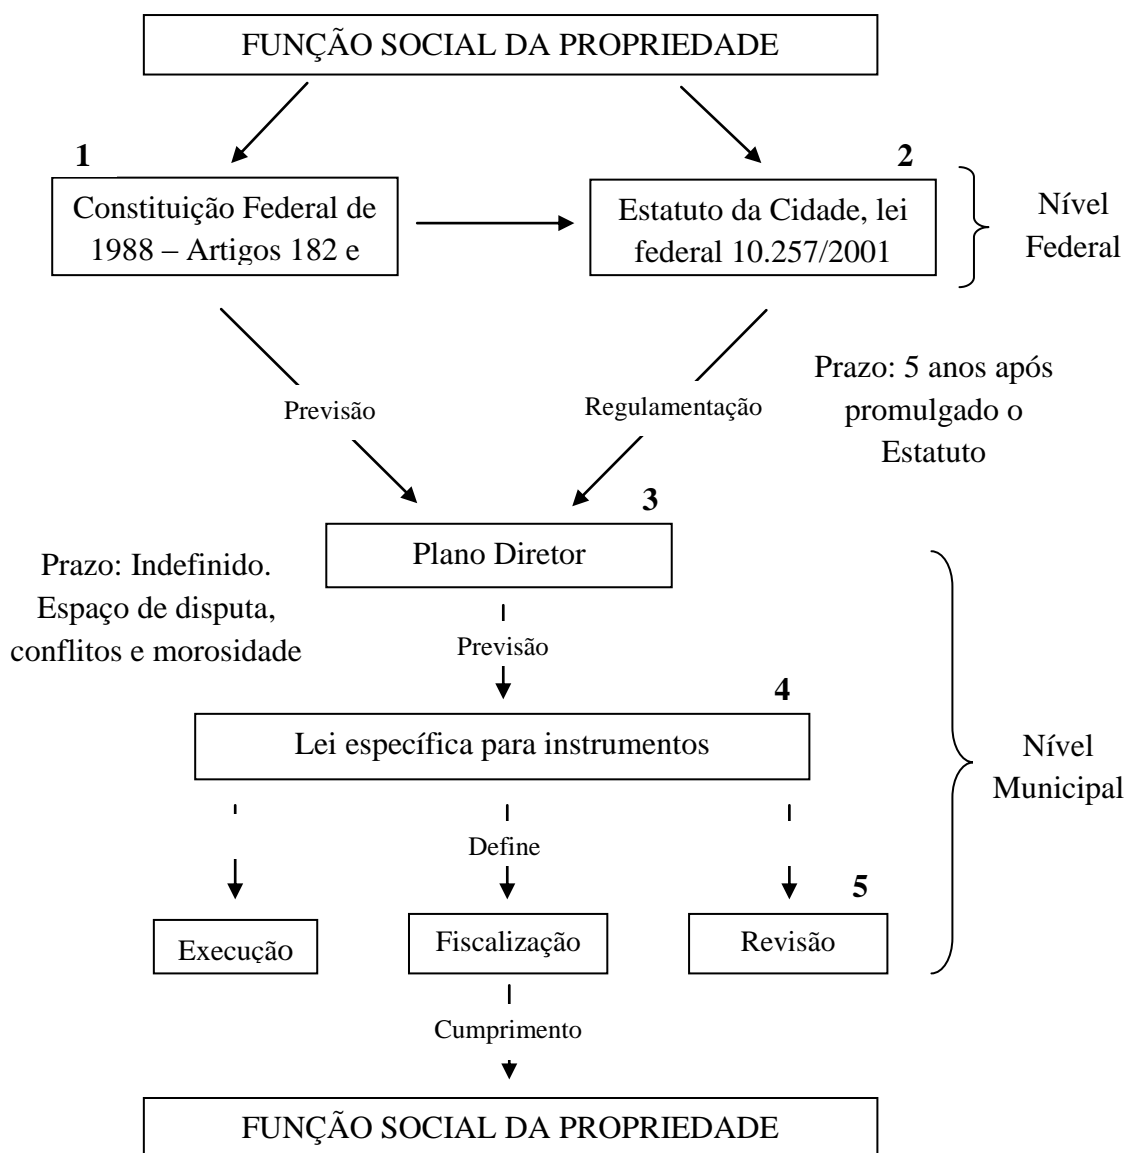 FUNÇÃO SOCIAL DA PROPRIEDADE
1
2
Constituição Federal de
1988 – Artigos 182 e
Estatuto da Cidade, lei
federal 10.257/2001
Nível
Federal
Prazo: 5 anos após
promulgado o
Estatuto
Previsão
Regulamentação
3
Plano Diretor
Prazo: Indefinido.
Espaço de disputa,
conflitos e morosidade
Previsão
4
Lei específica para instrumentos
Nível
Municipal
Define
5
Execução
Fiscalização
Revisão
Cumprimento
FUNÇÃO SOCIAL DA PROPRIEDADE